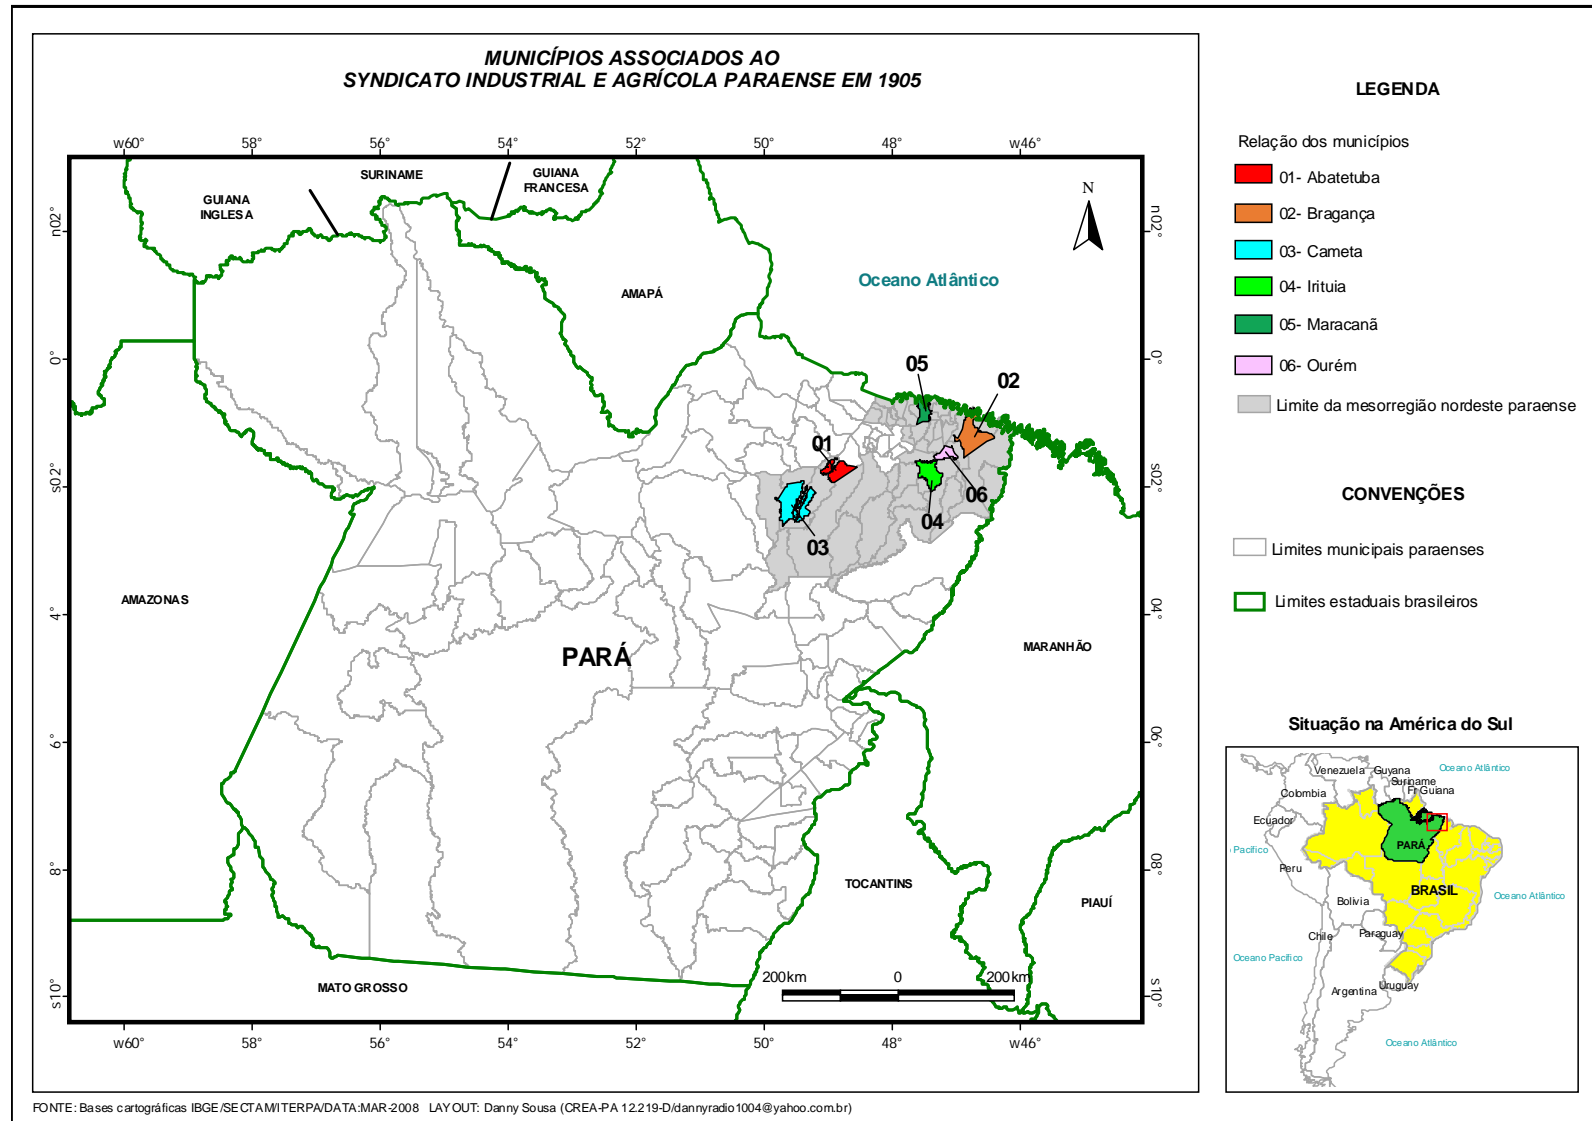 MUNICÍPIOS ASSOCIADOS AO
SYNDICATO INDUSTRIAL E AGRÍCOLA PARAENSE EM 1905
w60° 58° 56° 54° 52° 50° 48° w46°
SURINAME
GUIANA
FRANCESA
GUIANA
INGLESA
N
n02° n02°
Oceano Atlântico
AMAPÁ
0° 0°
05
02
01
s02° s02°
06
04
03
AMAZONAS
4° 04°
MARANHÃO
PARÁ
6° 06°
8° 08°
TOCANTINS
PIAUÍ
200km 0 200km
MATO GROSSO
s10° s10°
w60° 58° 56° 54° 52° 50° 48° w46°
LEGENDA
Relação dos municípios
01- Abatetuba
02- Bragança
03- Cameta
04- Irituia
05- Maracanã
06- Ourém
Limite da mesorregião nordeste paraense
CONVENÇÕES
Limites municipais paraenses
Limites estaduais brasileiros
Situação na América do Sul
Venezuela Guyana Oceano Atlântico
Suriname
Colombia Fr Guiana
Ecuador
PARÁ
Pacífico
Peru
BRASIL
Oceano Atlântico
Bolivia
Chile Paraguay
Oceano Pacífico
Argentina Uruguay
Oceano Atlântico
FONTE: Bases cartográficas IBGE/SECTAM/ITERPA/DATA:MAR-2008 LAYOUT: Danny Sousa (CREA-PA 12.219-D/dannyradio1004@yahoo.com.br)